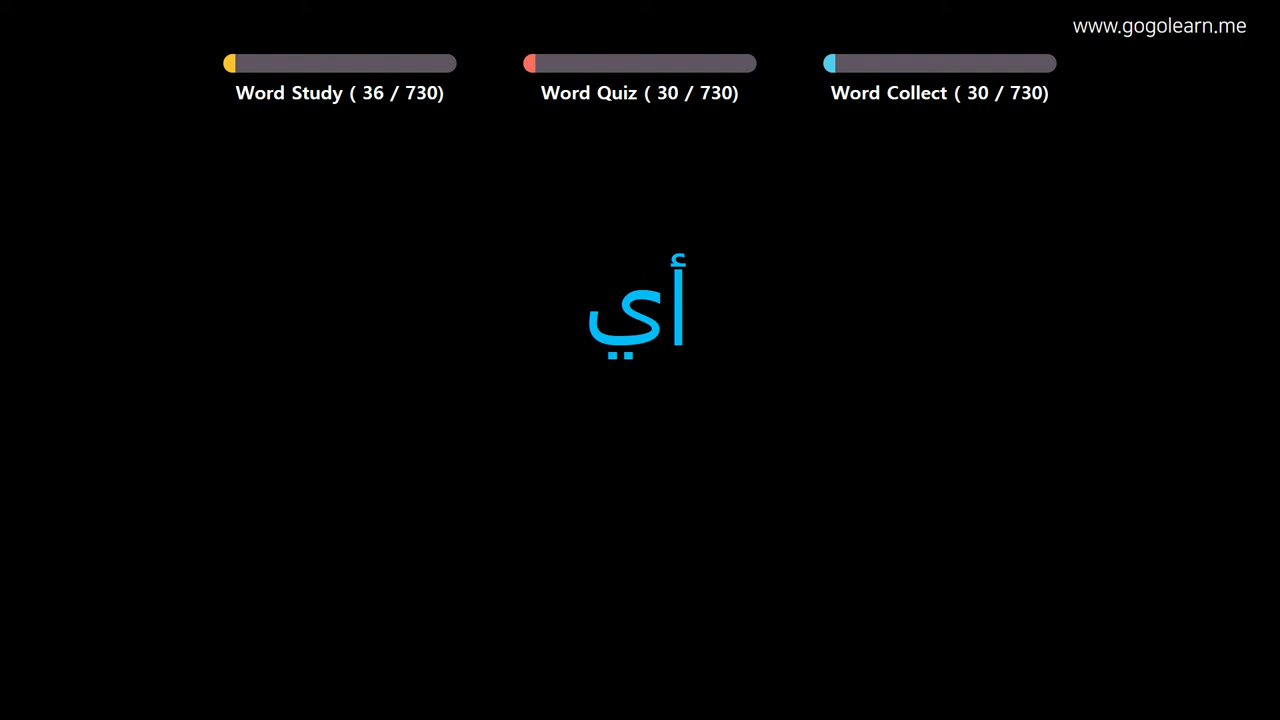 www.gogolearn.me
Word Study ( 36 / 730)
Word Quiz ( 30 / 730)
Word Collect ( 30 / 730)
أي